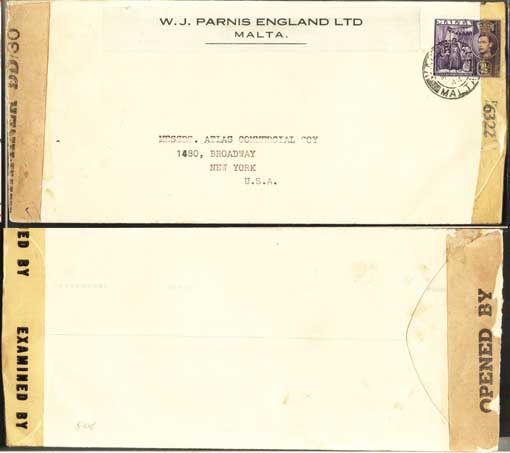 W.J. PARNIS ENGLAND LTD
MALTA.
MALTA
MALTA
6322
MESSRS. ATLAS COMMERCIAL COY
1480, BROADWAY
NEW YORK
U.S.A.
ED BY
EXAMINED BY
OPENED BY